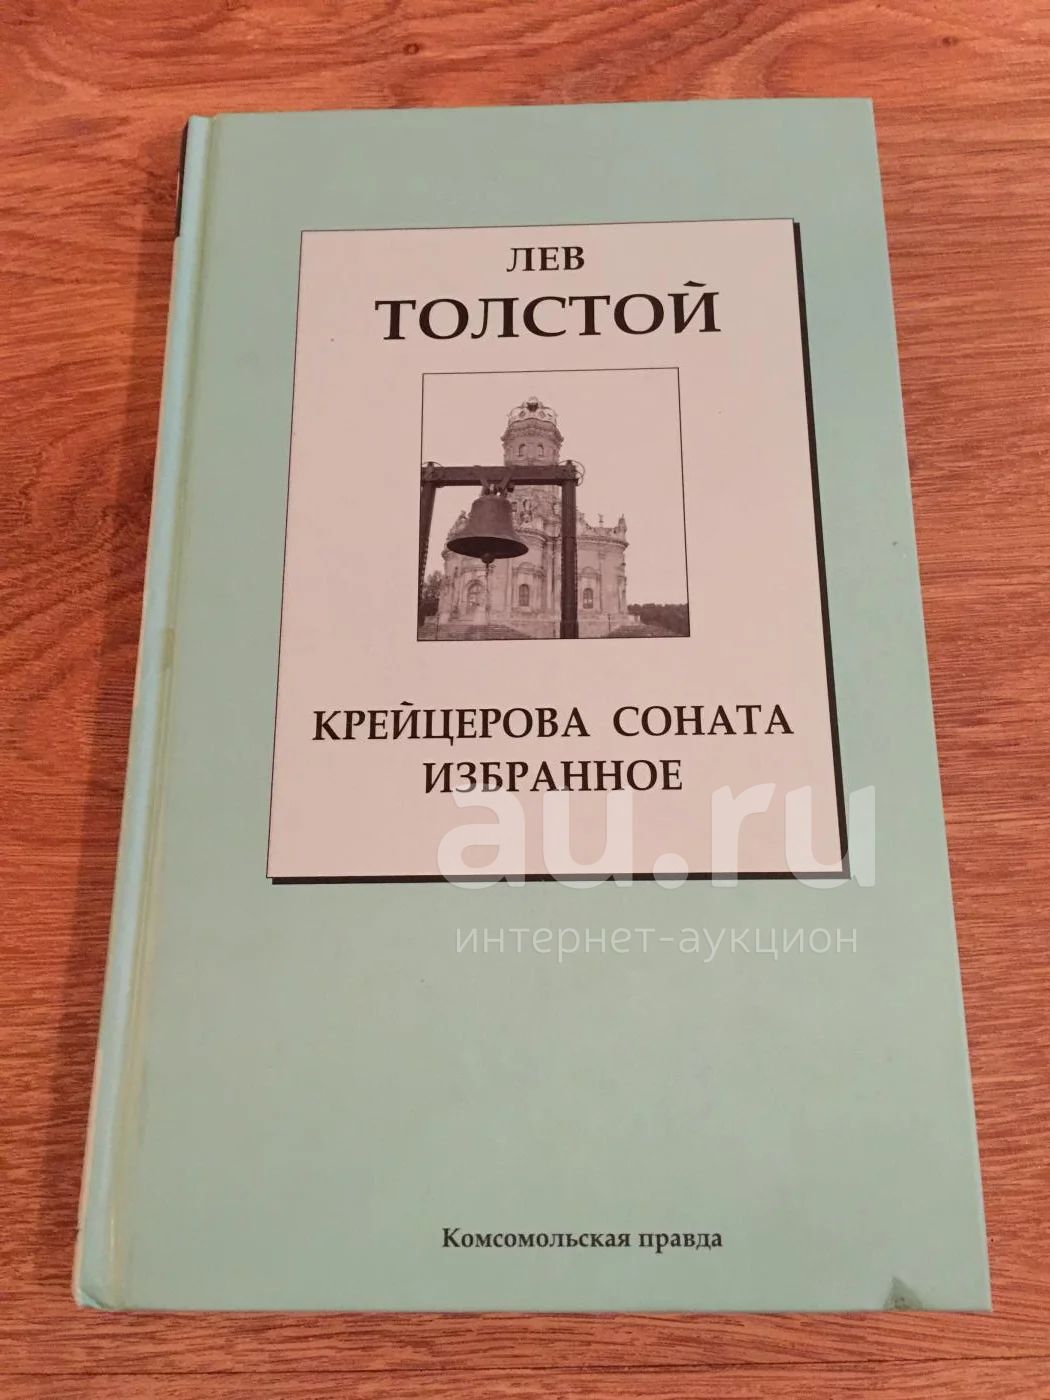 ЛЕВ
ТОЛСТОЙ
КРЕЙЦЕРОВА СОНАТА
ИЗБРАННОЕ
au.ru
интернет-аукцион
Комсомольская правда